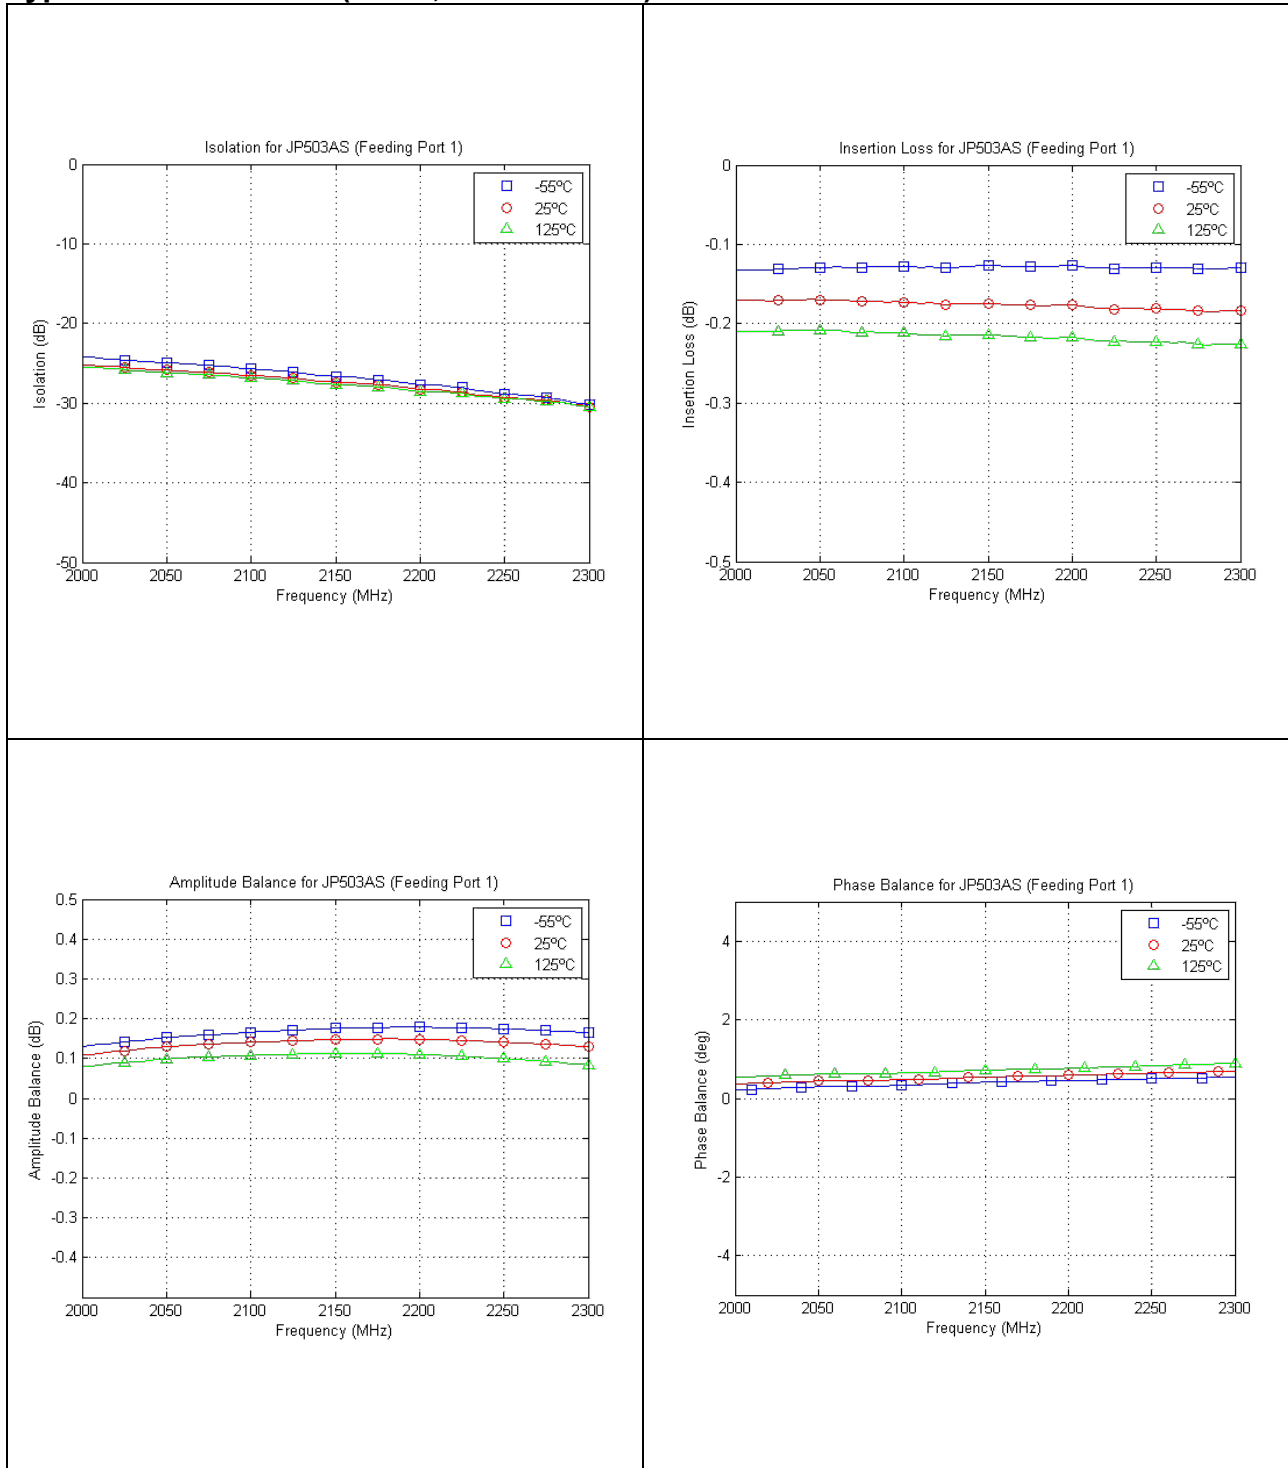 Isolation for JP503AS (Feeding Port 1)
0
-10
-20
-30
-40
-50
Isolation (dB)
-55ºC
25ºC
125ºC
2000 2050 2100 2150 2200 2250 2300
Frequency (MHz)
Insertion Loss for JP503AS (Feeding Port 1)
0
-0.1
-0.2
-0.3
-0.4
-0.5
Insertion Loss (dB)
-55ºC
25ºC
125ºC
2000 2050 2100 2150 2200 2250 2300
Frequency (MHz)
Amplitude Balance for JP503AS (Feeding Port 1)
0.5
0.4
0.3
0.2
0.1
0
-0.1
-0.2
-0.3
-0.4
Amplitude Balance (dB)
-55ºC
25ºC
125ºC
2000 2050 2100 2150 2200 2250 2300
Frequency (MHz)
Phase Balance for JP503AS (Feeding Port 1)
4
2
0
-2
-4
Phase Balance (deg)
-55ºC
25ºC
125ºC
2000 2050 2100 2150 2200 2250 2300
Frequency (MHz)